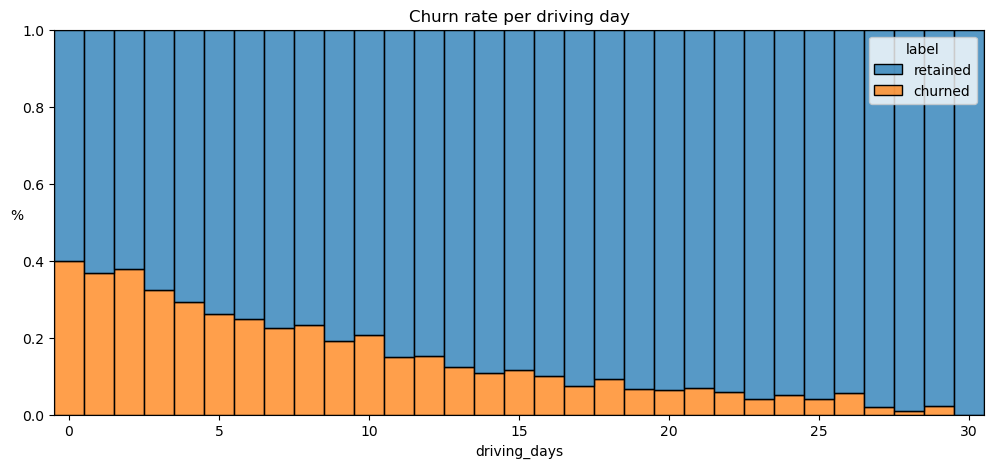 Churn rate per driving day
label
retained
churned
1.0
0.8
0.6
%
0.4
0.2
0.0
0 5 10 15 20 25 30
driving_days